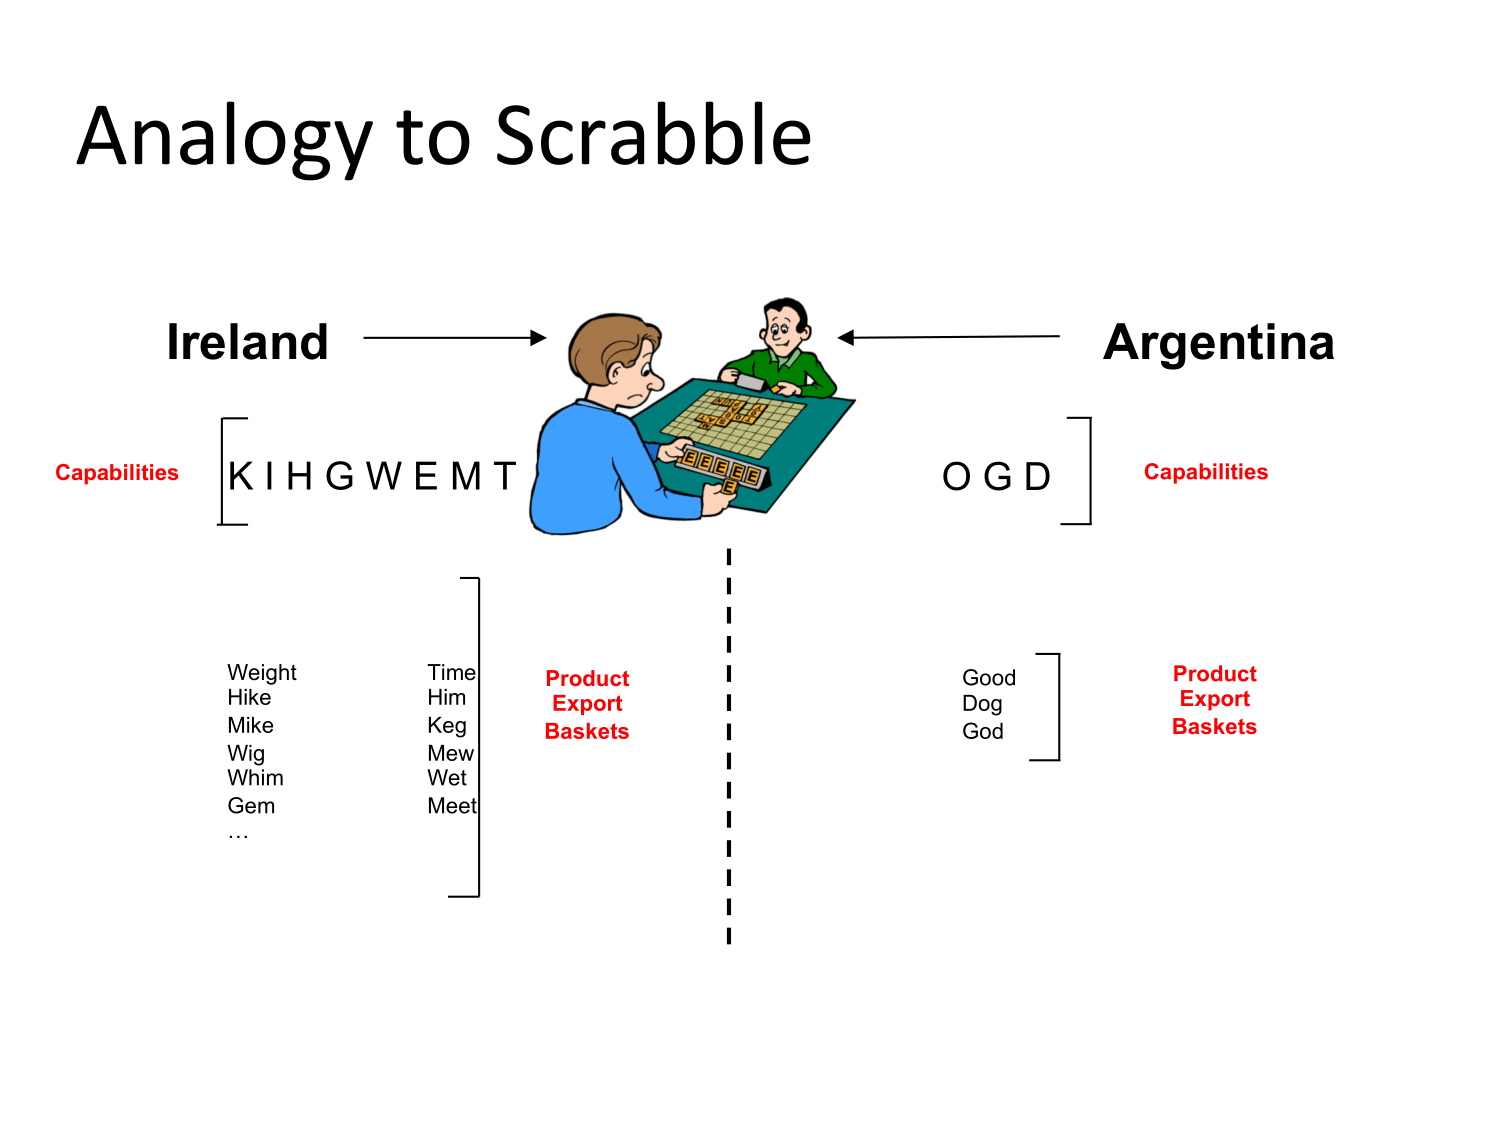 Analogy to Scrabble
Ireland
Argentina
Capabilities
K I H G W E M T
O G D
Capabilities
Weight
Hike
Mike
Wig
Whim
Gem
…
Time
Him
Keg
Mew
Wet
Meet
Product
Export
Baskets
Good
Dog
God
Product
Export
Baskets
E E E E E
E